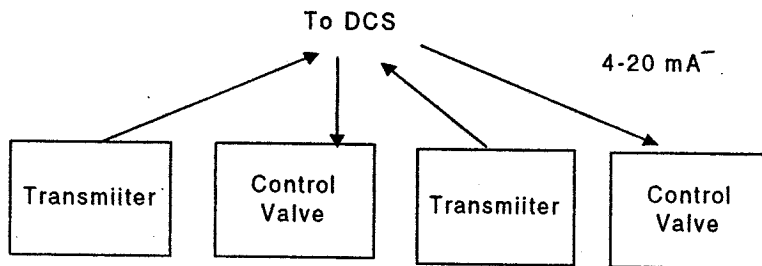 To DCS
4-20 mA
Transmiiter
Control
Valve
Transmiiter
Control
Valve